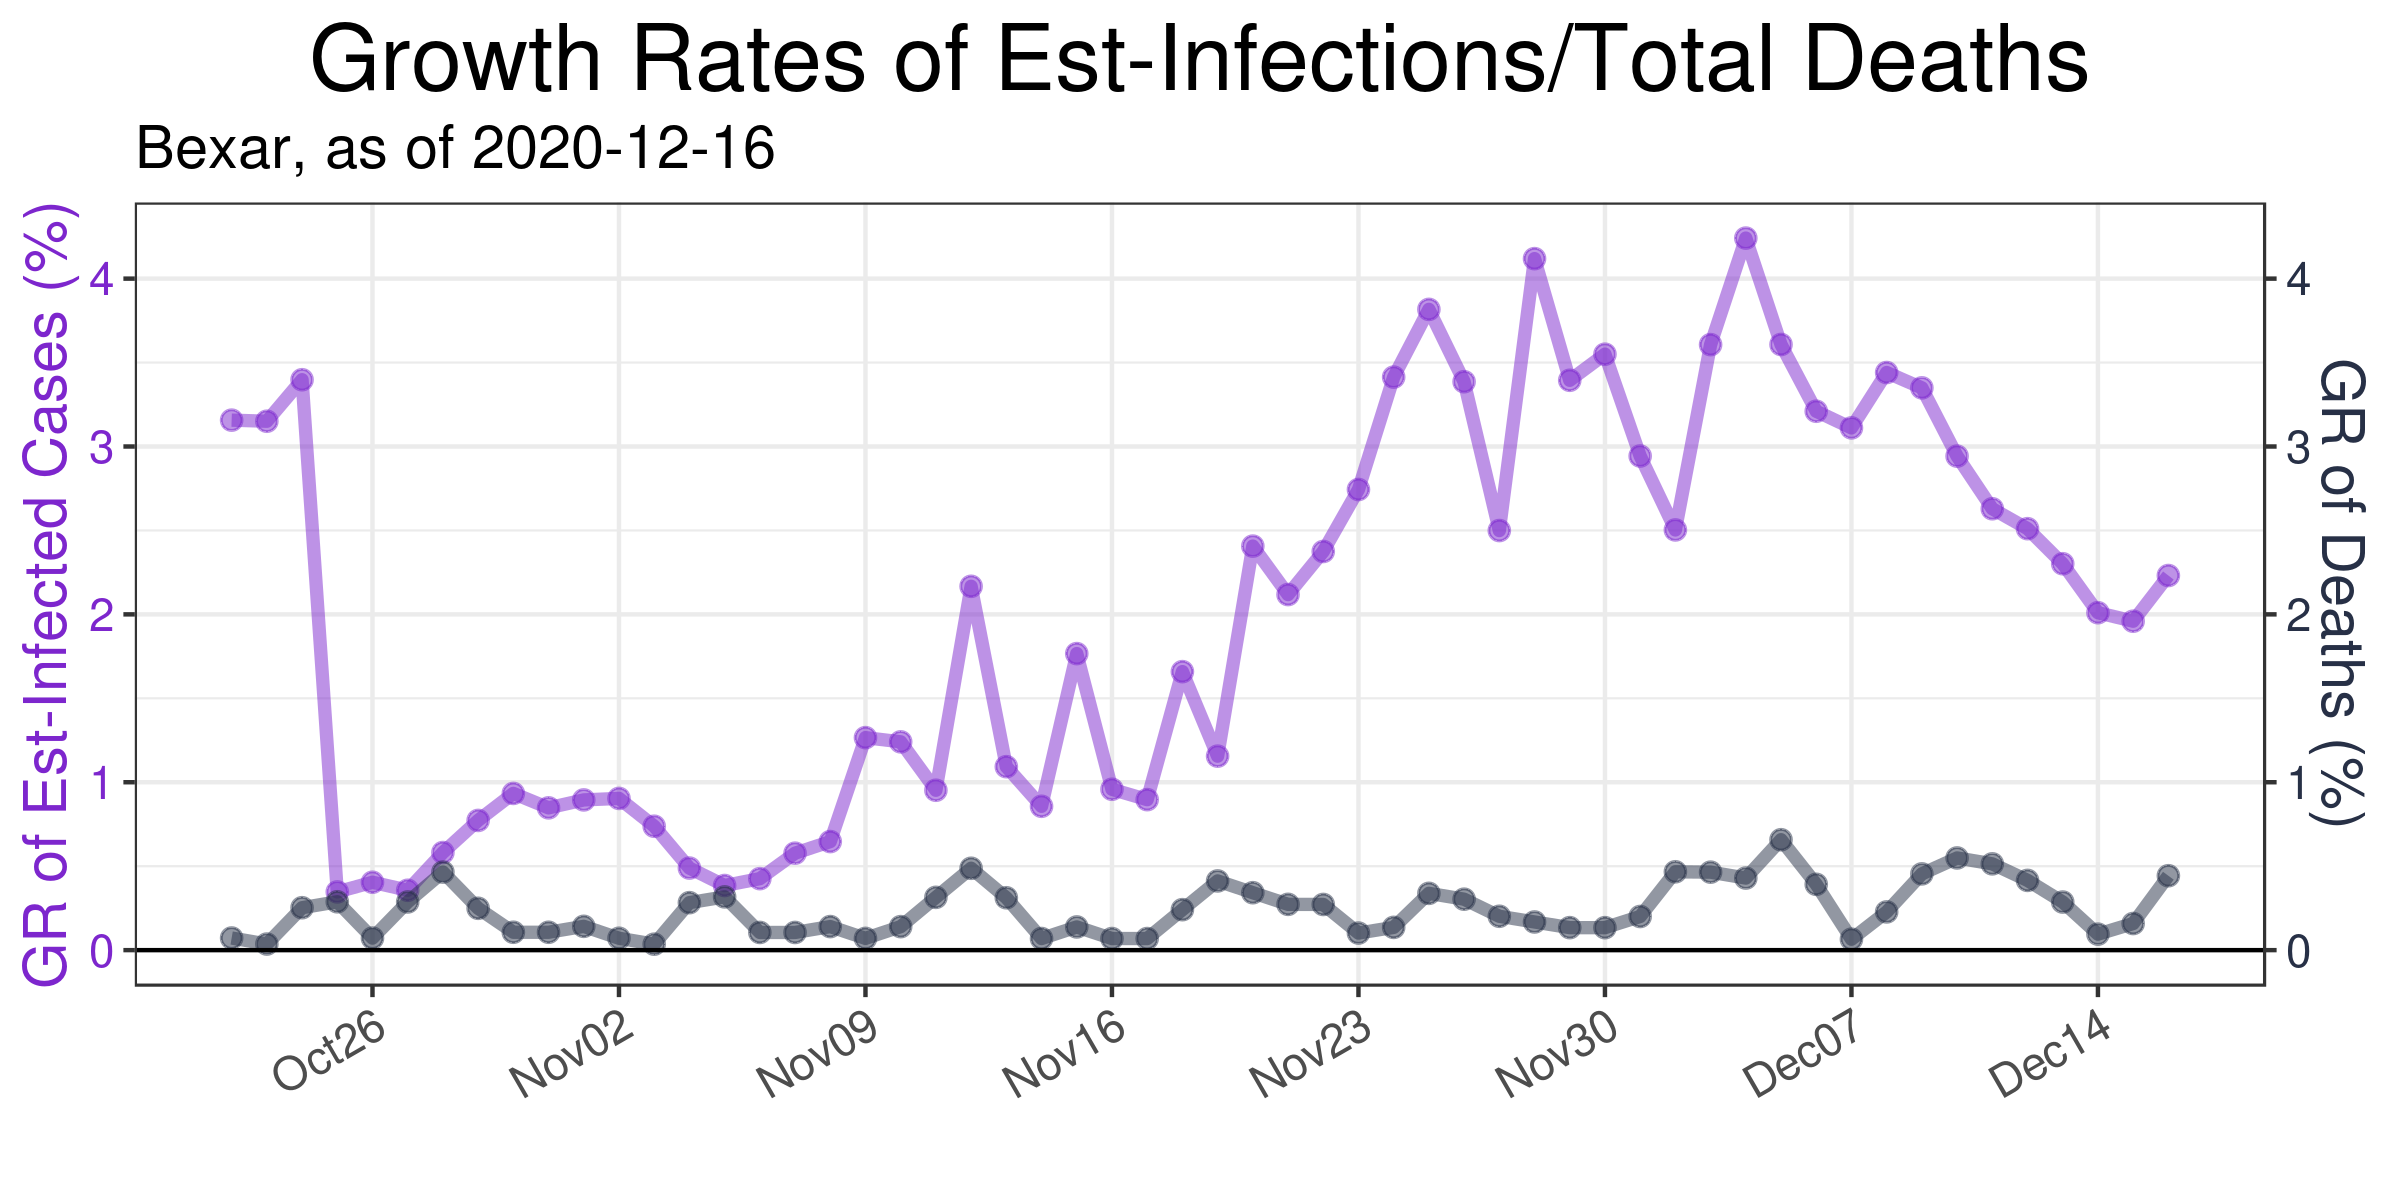 Growth Rates of Est-Infections/Total Deaths
Bexar, as of 2020-12-16
GR of Est-Infected Cases (%)
4
3
2
1
0
4
3
2
1
0
GR of Deaths (%)
Oct26
Nov02
Nov09
Nov16
Nov23
Nov30
Dec07
Dec14